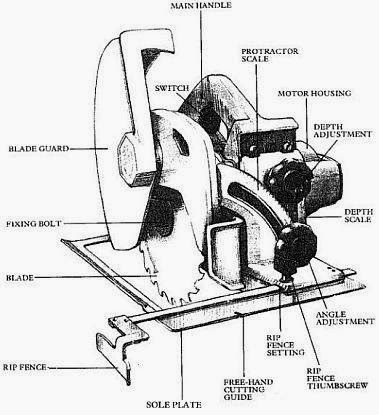 MAIN HANDLE
PROTRACTOR
SCALE
SWITCH
MOTOR HOUSING
DEPTH
ADJUSTMENT
BLADE GUARD
DEPTH
SCALE
FIXING BOLT
BLADE
ANGLE
ADJUSTMENT
RIP
FENCE
SETTING
RIP FENCE
FREE-HAND
CUTTING
GUIDE
RIP
FENCE
THUMBSCREW
SOLE PLATE